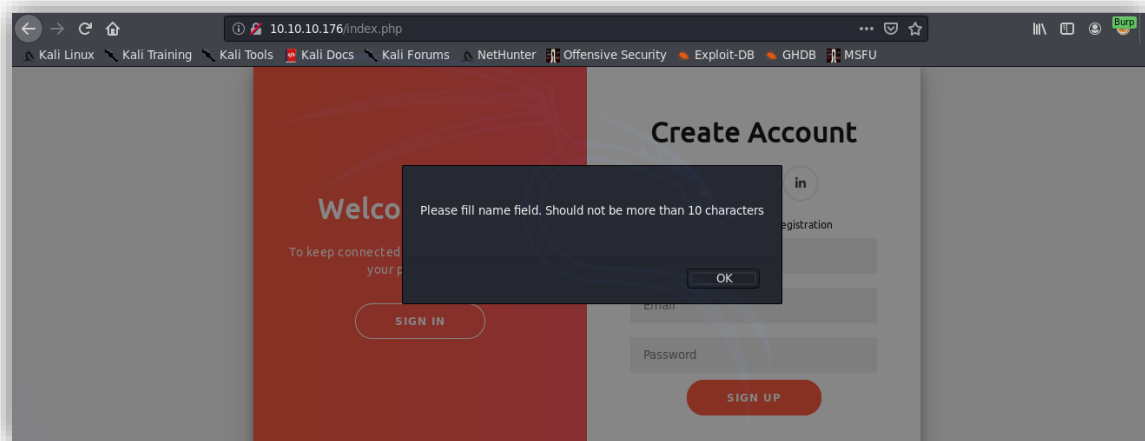 10.10.10.176/index.php
Burp
Kali Linux Kali Training Kali Tools Kali Docs Kali Forums NetHunter Offensive Security Exploit-DB GHDB MSFU
Create Account
in
Welco
Please fill name field. Should not be more than 10 characters
egistration
To keep connected
your p
OK
Email
SIGN IN
Password
SIGN UP